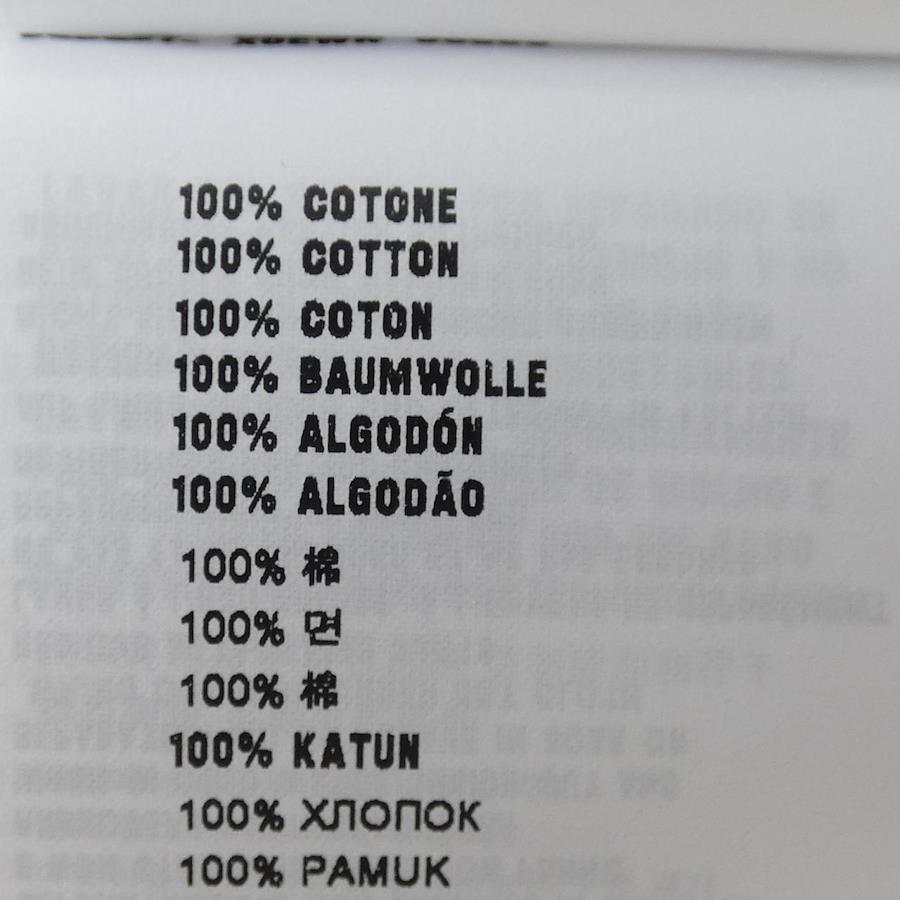 100% COTONE
100% COTTON
100% COTON
100% BAUMWOLLE
100% ALGODÓN
100% ALGODÃO
100% 棉
100% 면
100% 棉
100% KATUN
100% ХЛОПОК
100% PAMUK